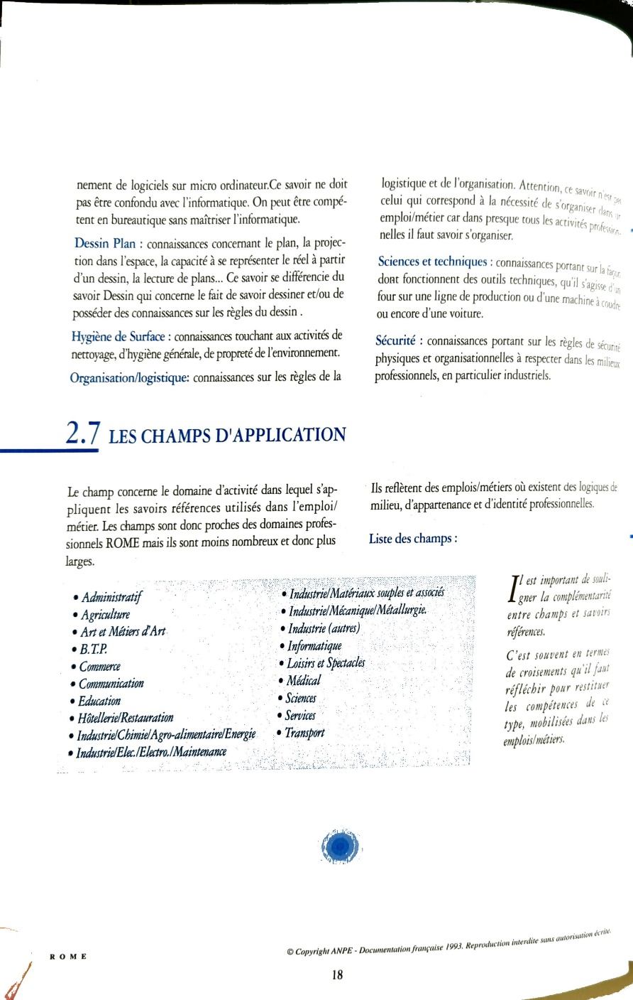 nement de logiciels sur micro ordinateur.Ce savoir ne doit
pas être confondu avec l'informatique. On peut être compé-
tent en bureautique sans maîtriser l'informatique.
Dessin Plan : connaissances concernant le plan, la projec-
tion dans l'espace, la capacité à se représenter le réel à partir
d'un dessin, la lecture de plans... Ce savoir se différencie du
savoir Dessin qui concerne le fait de savoir dessiner et/ou de
posséder des connaissances sur les règles du dessin .
Hygiène de Surface : connaissances touchant aux activités de
nettoyage, d'hygiène générale, de propreté de l'environnement.
Organisation/logistique: connaissances sur les règles de la
logistique et de l'organisation. Attention, ce savoir n'est pas
celui qui correspond à la nécessité de s'organiser dans un
emploi/métier car dans presque tous les activités profession-
nelles il faut savoir s'organiser.
Sciences et techniques : connaissances portant sur la façon
dont fonctionnent des outils techniques, qu'il s'agisse d'un
four sur une ligne de production ou d'une machine à coudre
ou encore d'une voiture.
Sécurité : connaissances portant sur les règles de sécurité
physiques et organisationnelles à respecter dans les milieux
professionnels, en particulier industriels.
2.7 LES CHAMPS D'APPLICATION
Le champ concerne le domaine d'activité dans lequel s'ap-
pliquent les savoirs références utilisés dans l'emploi/
métier. Les champs sont donc proches des domaines profes-
sionnels ROME mais ils sont moins nombreux et donc plus
larges.
Ils reflètent des emplois/métiers où existent des logiques de
milieu, d'appartenance et d'identité professionnelles.
Liste des champs :
• Administratif
• Agriculture
• Art et Métiers d'Art
• B.T.P.
• Commerce
• Communication
• Education
• Hôtellerie/Restauration
• Industrie/Chimie/Agro-alimentaire/Energie
• Industrie/Elec./Electro./Maintenance
• Industrie/Matériaux souples et associés
• Industrie/Mécanique/Métallurgie.
• Industrie (autres)
• Informatique
• Loisirs et Spectacles
• Médical
• Sciences
• Services
• Transport
Il est important de souli-
gner la complémentarité
entre champs et savoirs
références.
C'est souvent en termes
de croisements qu'il faut
réfléchir pour restituer
les compétences de ce
type, mobilisées dans les
emplois/métiers.
ROME
© Copyright ANPE - Documentation française 1993. Reproduction interdite sans autorisation écrite.
18